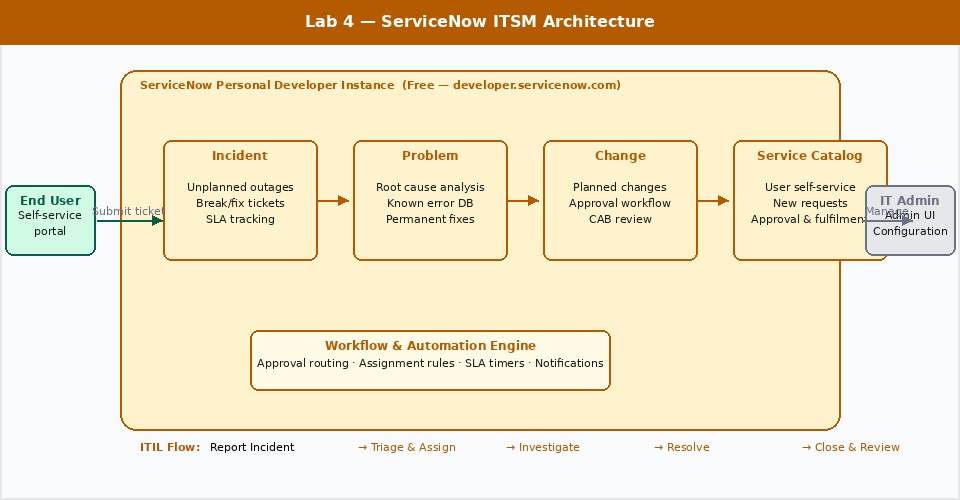 Lab 4 — ServiceNow ITSM Architecture
ServiceNow Personal Developer Instance  (Free — developer.servicenow.com)
End User
Self-service
portal
Submit ticket
Incident
Unplanned outages
Break/fix tickets
SLA tracking
Problem
Root cause analysis
Known error DB
Permanent fixes
Change
Planned changes
Approval workflow
CAB review
Service Catalog
User self-service
New requests
Approval & fulfilment
Manage
IT Admin
Admin UI
Configuration
Workflow & Automation Engine
Approval routing · Assignment rules · SLA timers · Notifications
ITIL Flow: Report Incident → Triage & Assign → Investigate → Resolve → Close & Review